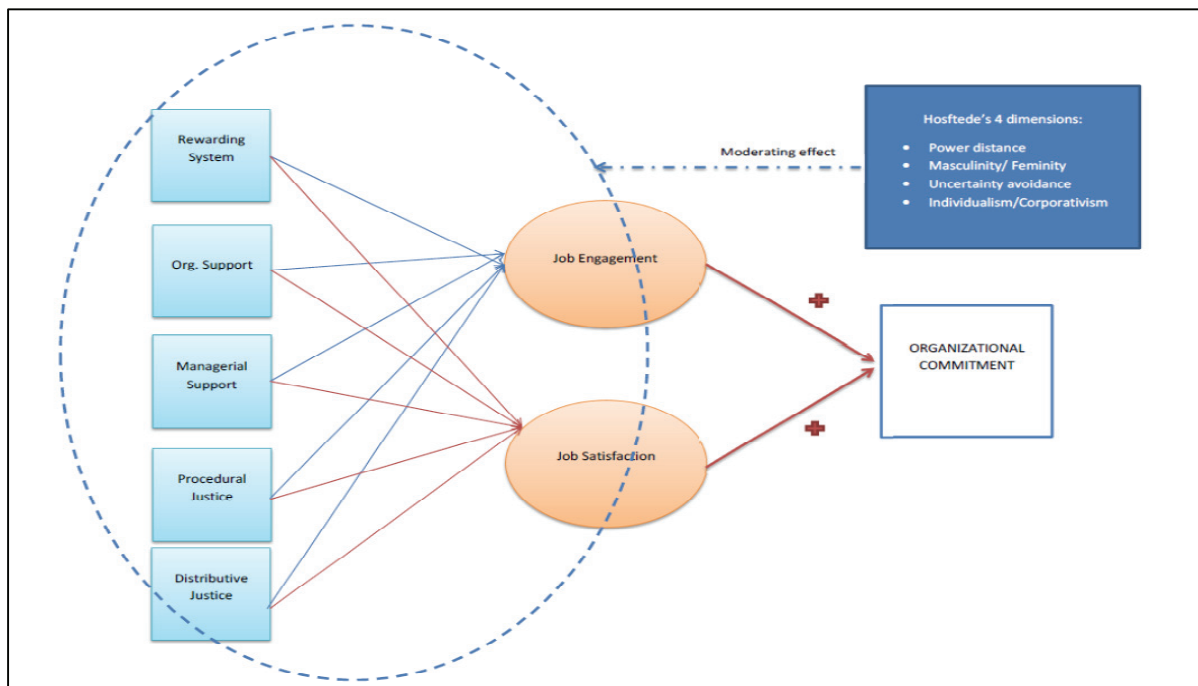 Rewarding
System
Org. Support
Managerial
Support
Procedural
Justice
Distributive
Justice
Job Engagement
Job Satisfaction
Moderating effect
Hosftede's 4 dimensions:
• Power distance
• Masculinity/ Feminity
• Uncertainty avoidance
• Individualism/Corporativism
ORGANIZATIONAL
COMMITMENT